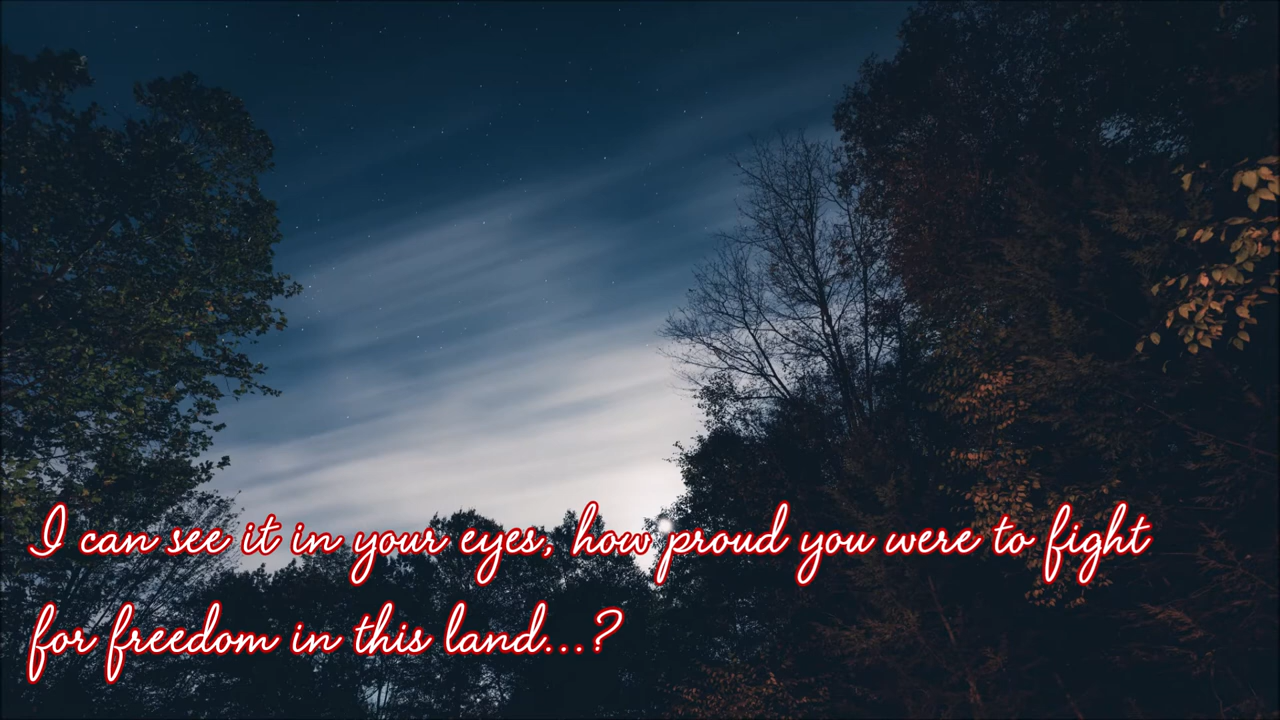 I can see it in your eyes, how proud you were to fight
for freedom in this land...?